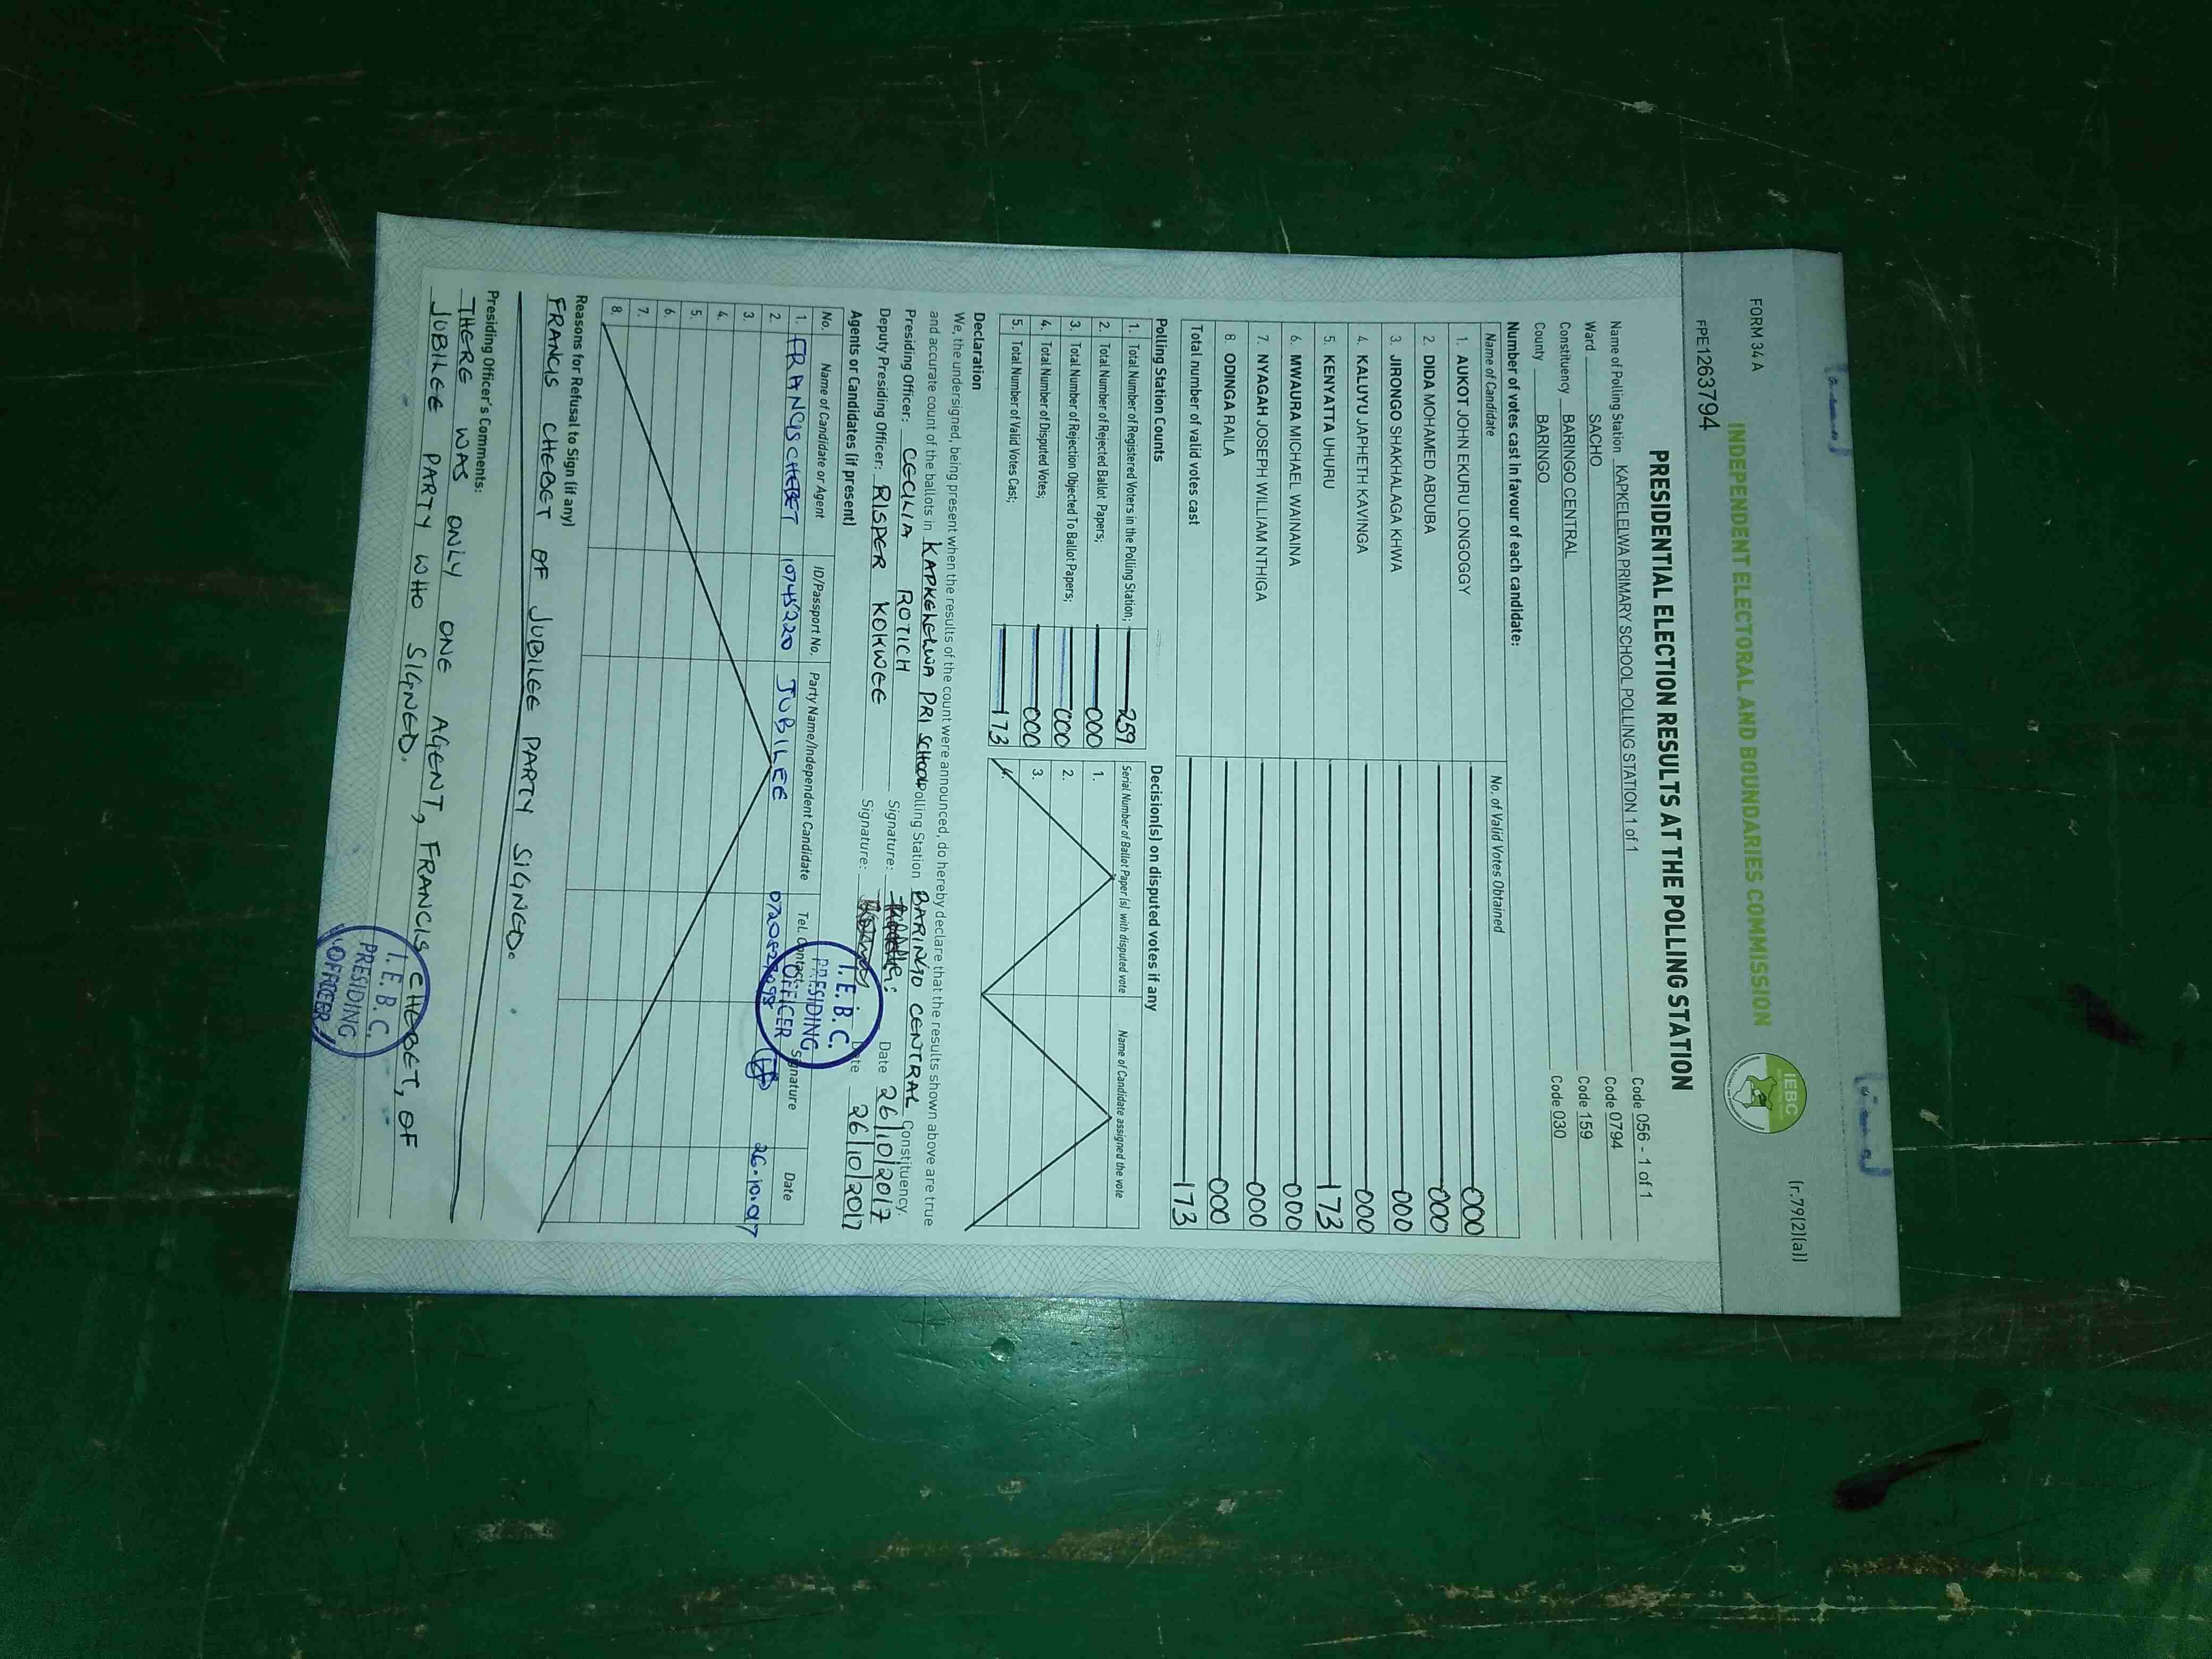 FORM 34 A
(r.79(2)(a))
INDEPENDENT ELECTORAL AND BOUNDARIES COMMISSION
IEBC
FPE1263794
PRESIDENTIAL ELECTION RESULTS AT THE POLLING STATION
Name of Polling Station KAPKELELWA PRIMARY SCHOOL POLLING STATION 1 of 1 Code 056 - 1 of 1
Ward SACHO Code 0794
Constituency BARINGO CENTRAL Code 159
County BARINGO Code 030
Number of votes cast in favour of each candidate:
Name of Candidate No. of Valid Votes Obtained
1. AUKOT JOHN EKURU LONGOGGY 000
2. DIDA MOHAMED ABDUBA 000
3. JIRONGO SHAKHALAGA KHWA 000
4. KALUYU JAPHETH KAVINGA 000
5. KENYATTA UHURU 173
6. MWAURA MICHAEL WAINAINA 000
7. NYAGAH JOSEPH WILLIAM NTHIGA 000
8. ODINGA RAILA 000
Total number of valid votes cast 173
Polling Station Counts
1. Total Number of Registered Voters in the Polling Station; 259
2. Total Number of Rejected Ballot Papers; 000
3. Total Number of Rejection Objected To Ballot Papers; 000
4. Total Number of Disputed Votes; 000
5. Total Number of Valid Votes Cast; 173
Decision(s) on disputed votes if any
Serial Number of Ballot Paper (s) with disputed vote Name of Candidate assigned the vote
1.
2.
3.
4.
Declaration
We, the undersigned, being present when the results of the count were announced, do hereby declare that the results shown above are true
and accurate count of the ballots in KAPKELELWA PRI SCHOOL Polling Station BARINGO CENTRAL Constituency.
Presiding Officer: CECILIA ROTICH Signature: Date 26/10/2017
Deputy Presiding Officer: RISPER KOKWEE Signature: Date 26/10/2017
Agents or Candidates (if present)
No. Name of Candidate or Agent ID/Passport No. Party Name/Independent Candidate Tel. Contact Signature Date
1. FRANCIS CHEBET 10745220 JUBILEE 26.10.017
2.
3.
4.
5.
6.
7.
8.
I.E.B.C.
PRESIDING
OFFICER
Reasons for Refusal to Sign (if any)
FRANCIS CHEBET OF JUBILEE PARTY SIGNED.
Presiding Officer's Comments:
THERE WAS ONLY ONE AGENT, FRANCIS CHEBET, OF
JUBILEE PARTY WHO SIGNED.
I.E.B.C.
PRESIDING
OFFICER